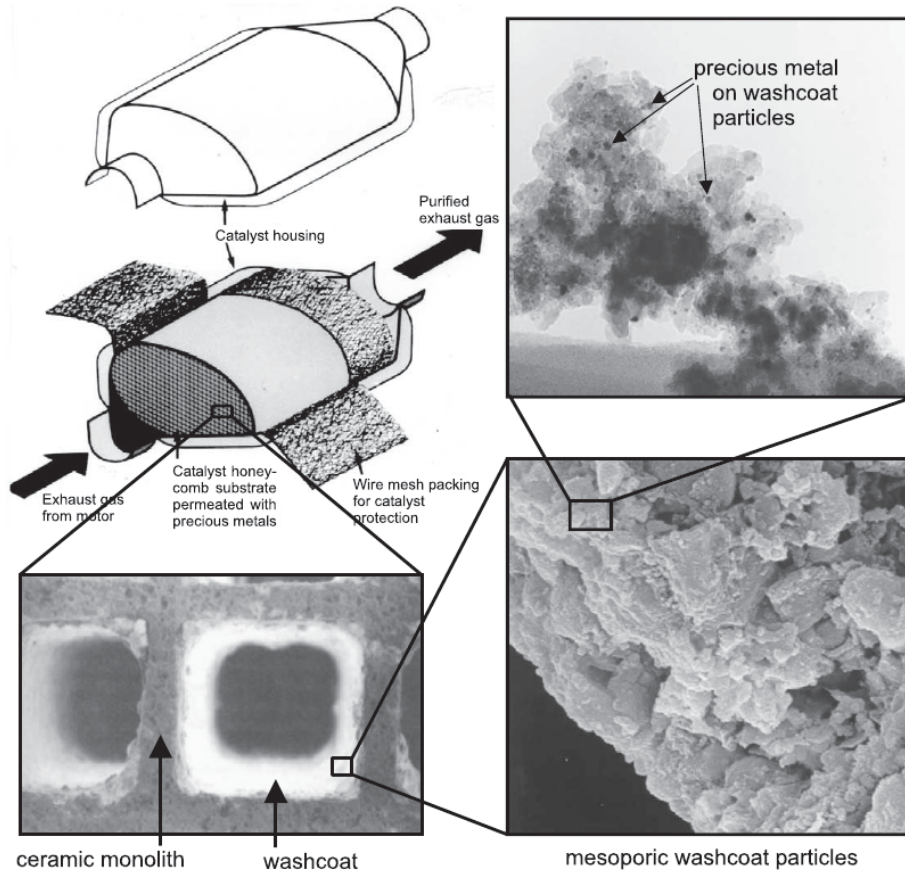 precious metal
on washcoat
particles
Purified
exhaust gas
Catalyst housing
Exhaust gas
from motor
Catalyst honey-
comb substrate
permeated with
precious metals
Wire mesh packing
for catalyst
protection
ceramic monolith
washcoat
mesoporic washcoat particles